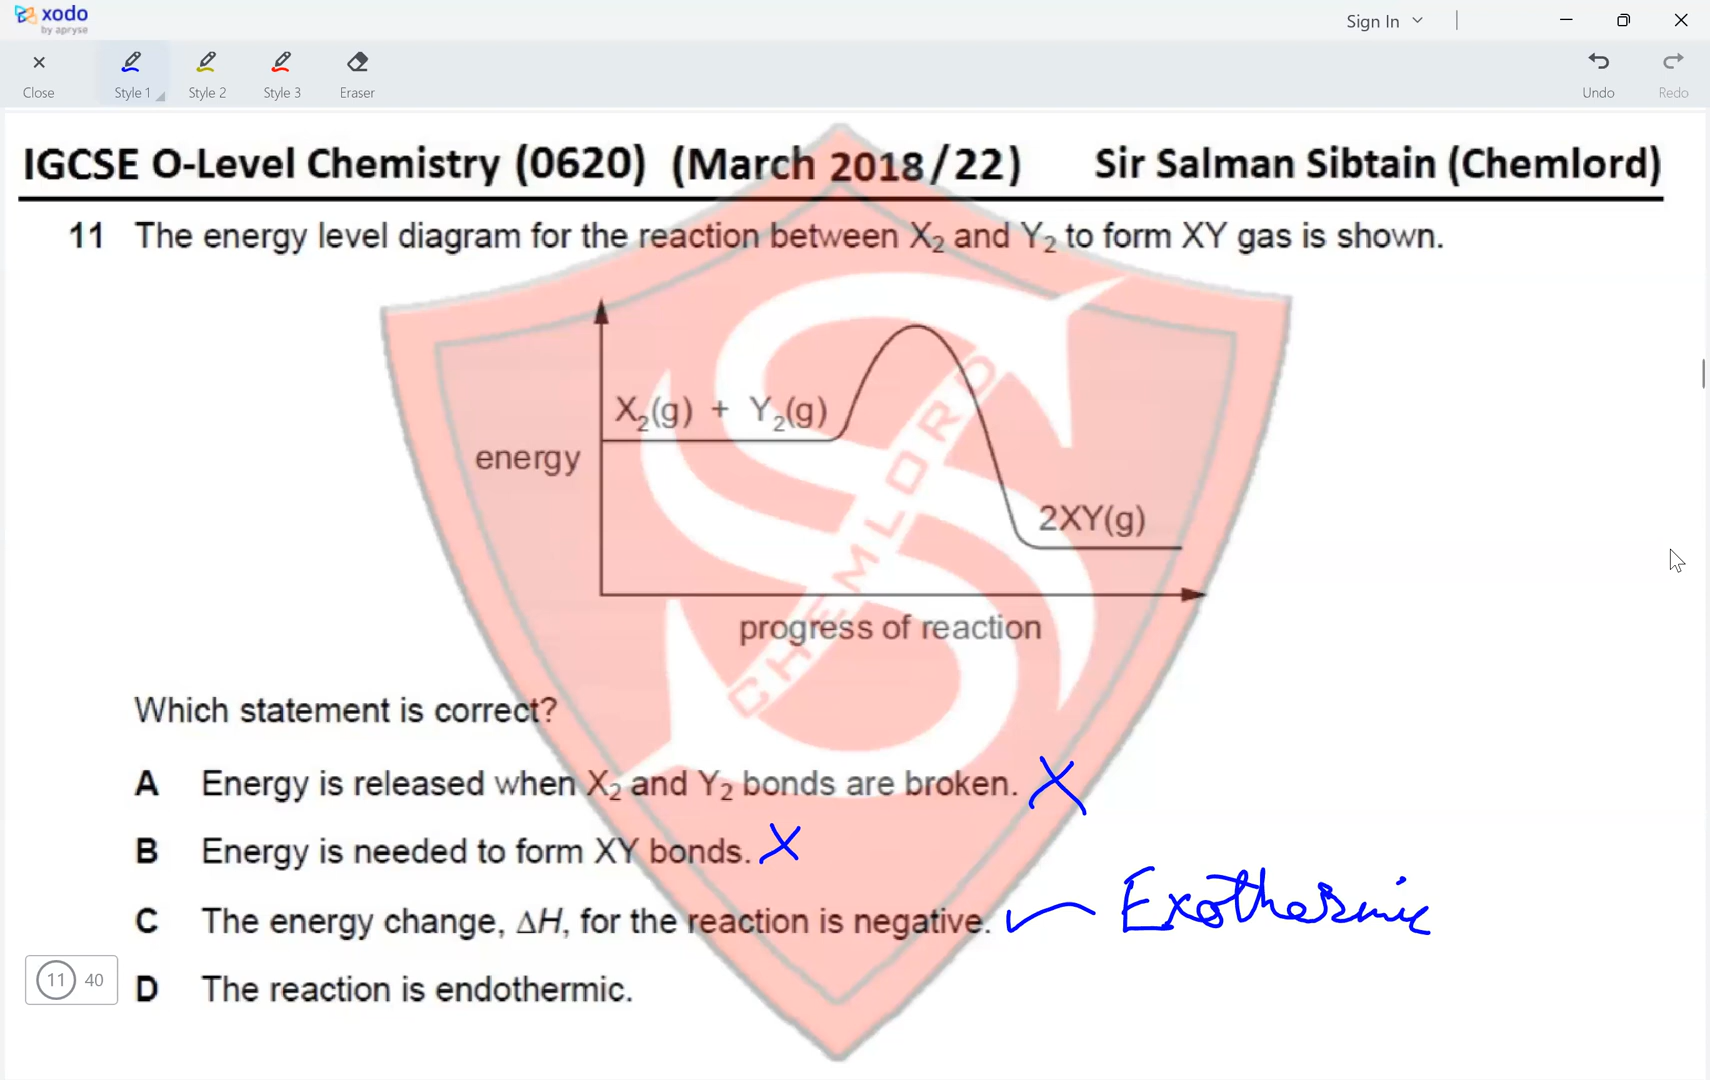 xodo
by apryse
Sign In
Close
Style 1
Style 2
Style 3
Eraser
Undo
Redo
IGCSE O-Level Chemistry (0620) (March 2018/22) Sir Salman Sibtain (Chemlord)
11 The energy level diagram for the reaction between X₂ and Y₂ to form XY gas is shown.
X₂(g) + Y₂(g)
energy
2XY(g)
progress of reaction
CHEMLORD
Which statement is correct?
A Energy is released when X₂ and Y₂ bonds are broken. X
B Energy is needed to form XY bonds. X
C The energy change, ΔH, for the reaction is negative. ✓ Exothermic
D The reaction is endothermic.
11 40